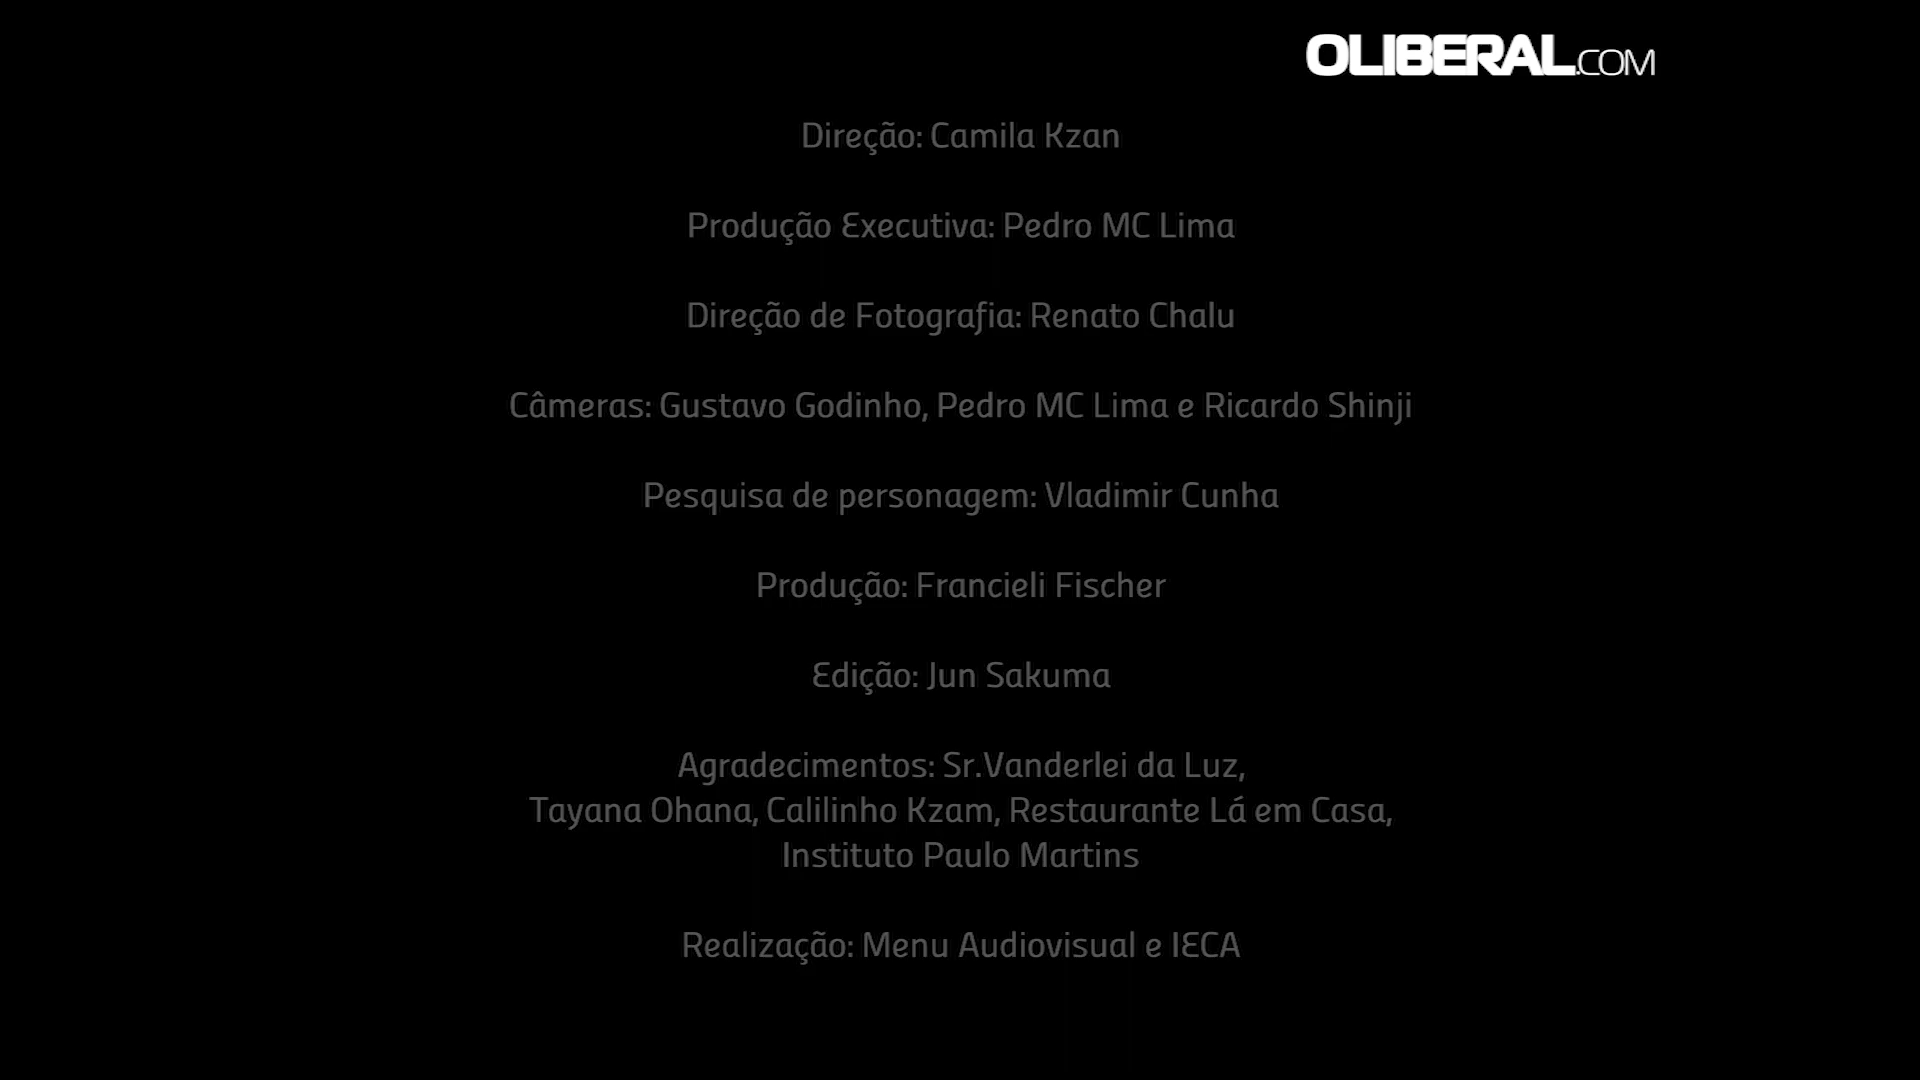 OLIBERAL.COM
Direção: Camila Kzan
Produção Executiva: Pedro MC Lima
Direção de Fotografia: Renato Chalu
Câmeras: Gustavo Godinho, Pedro MC Lima e Ricardo Shinji
Pesquisa de personagem: Vladimir Cunha
Produção: Francieli Fischer
Edição: Jun Sakuma
Agradecimentos: Sr.Vanderlei da Luz,
Tayana Ohana, Calilinho Kzam, Restaurante Lá em Casa,
Instituto Paulo Martins
Realização: Menu Audiovisual e IECA